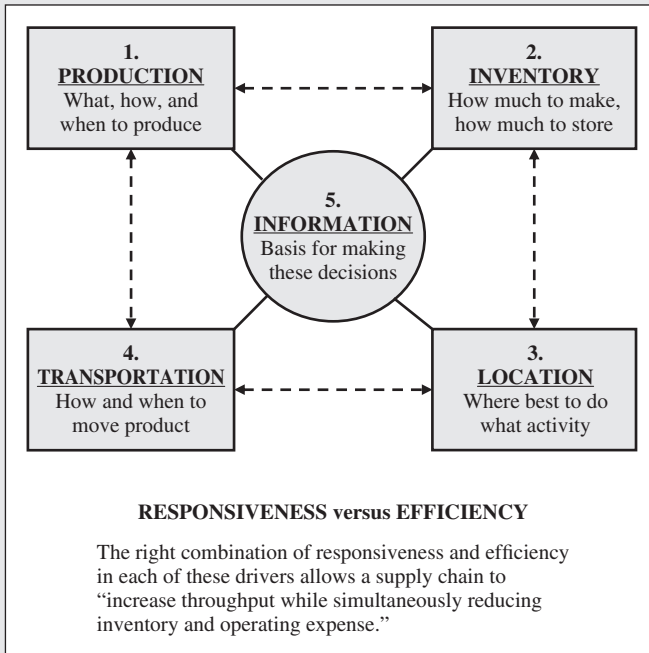 1.
PRODUCTION
What, how, and
when to produce
2.
INVENTORY
How much to make,
how much to store
5.
INFORMATION
Basis for making
these decisions
4.
TRANSPORTATION
How and when to
move product
3.
LOCATION
Where best to do
what activity
RESPONSIVENESS versus EFFICIENCY
The right combination of responsiveness and efficiency
in each of these drivers allows a supply chain to
“increase throughput while simultaneously reducing
inventory and operating expense.”